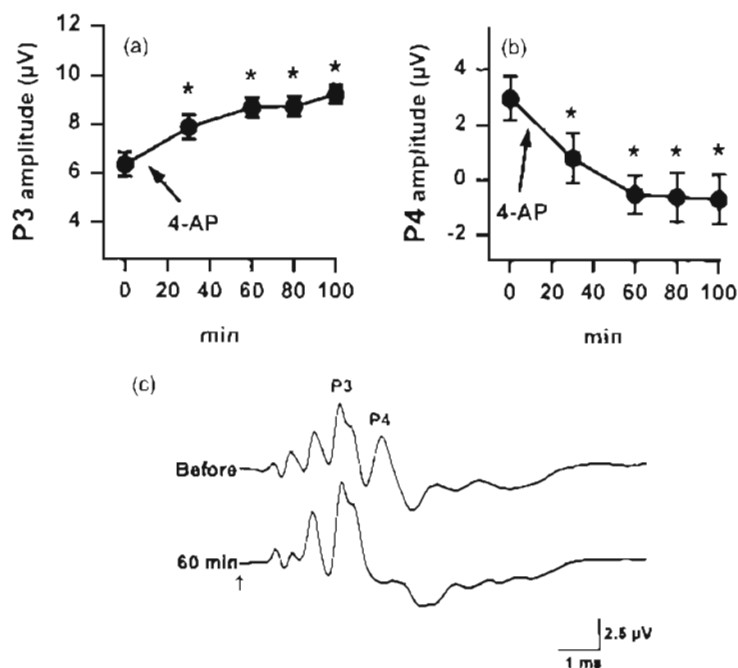 (a)
P3 amplitude (µV)
12
10
8
6
4
* * * *
4-AP
0 20 40 60 80 100
min
(b)
P4 amplitude (µV)
4
2
0
-2
* * * *
4-AP
0 20 40 60 80 100
min
(c)
P3
P4
Before
60 min
↑
2.5 µV
1 ms